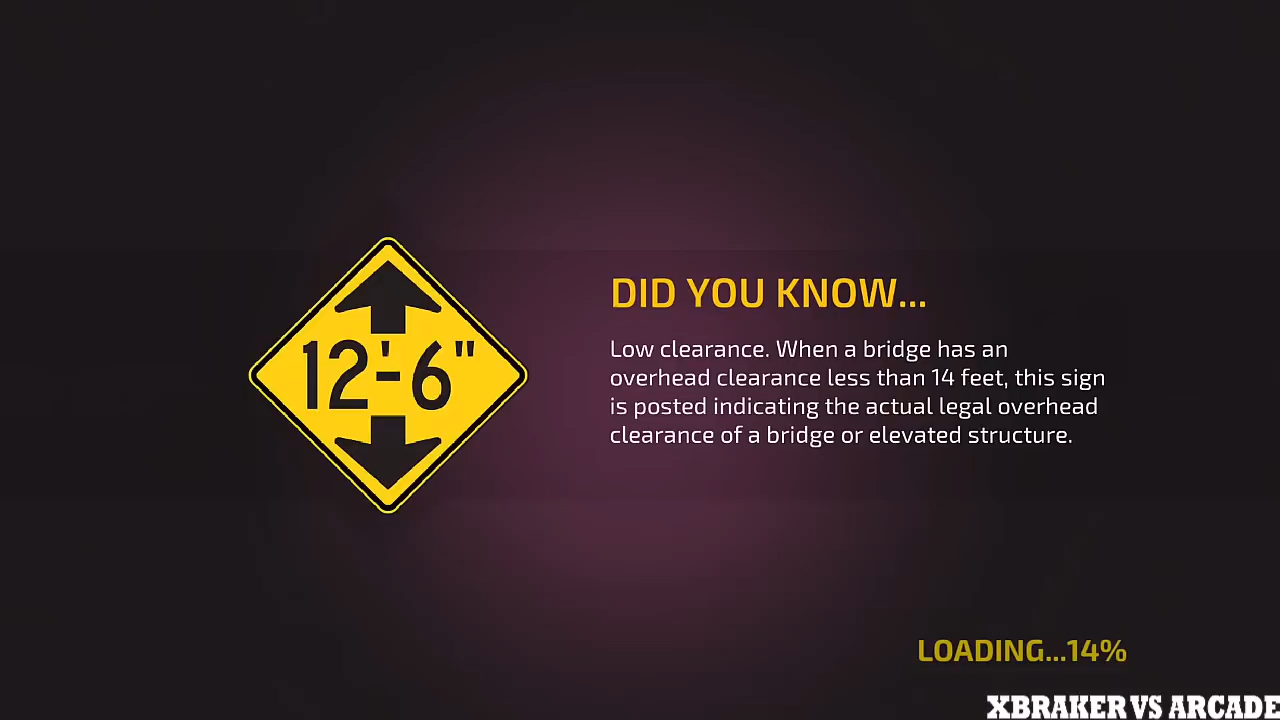 12'-6"
DID YOU KNOW...
Low clearance. When a bridge has an
overhead clearance less than 14 feet, this sign
is posted indicating the actual legal overhead
clearance of a bridge or elevated structure.
LOADING...14%
XBRAKER VS ARCADE